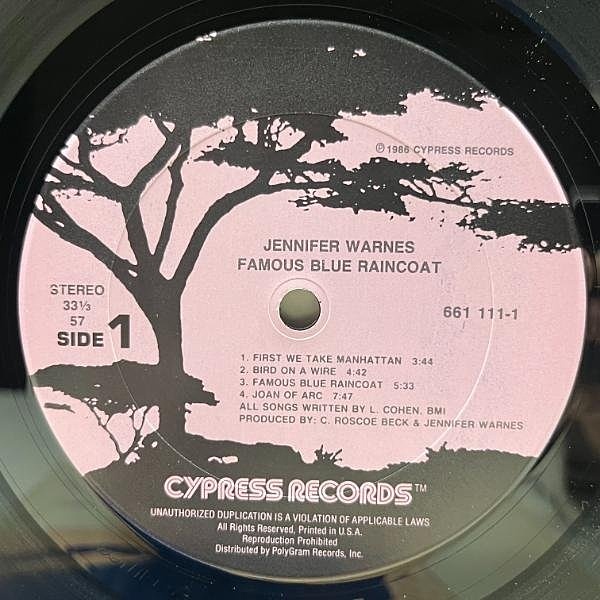 ℗ 1986 CYPRESS RECORDS
JENNIFER WARNES
FAMOUS BLUE RAINCOAT
STEREO
33⅓
57
SIDE 1
661 111-1
1. FIRST WE TAKE MANHATTAN 3:44
2. BIRD ON A WIRE 4:42
3. FAMOUS BLUE RAINCOAT 5:33
4. JOAN OF ARC 7:47
ALL SONGS WRITTEN BY L. COHEN, BMI
PRODUCED BY: C. ROSCOE BECK & JENNIFER WARNES
CYPRESS RECORDS™
UNAUTHORIZED DUPLICATION IS A VIOLATION OF APPLICABLE LAWS
All Rights Reserved, Printed in U.S.A.
Reproduction Prohibited
Distributed by PolyGram Records, Inc.